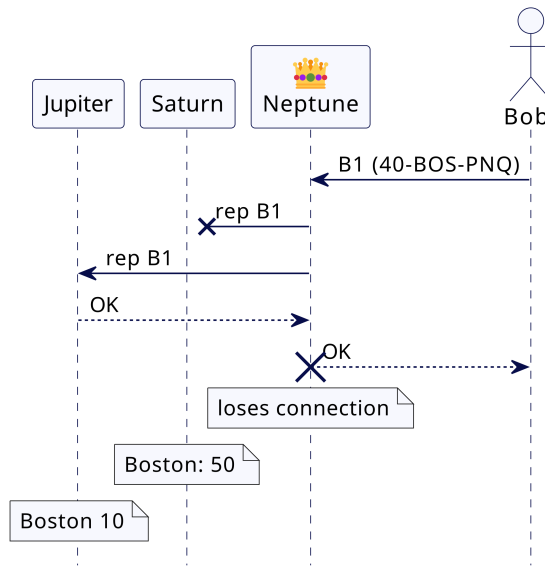 Jupiter
Saturn
Neptune
Bob
B1 (40-BOS-PNQ)
rep B1
rep B1
OK
OK
loses connection
Boston: 50
Boston 10